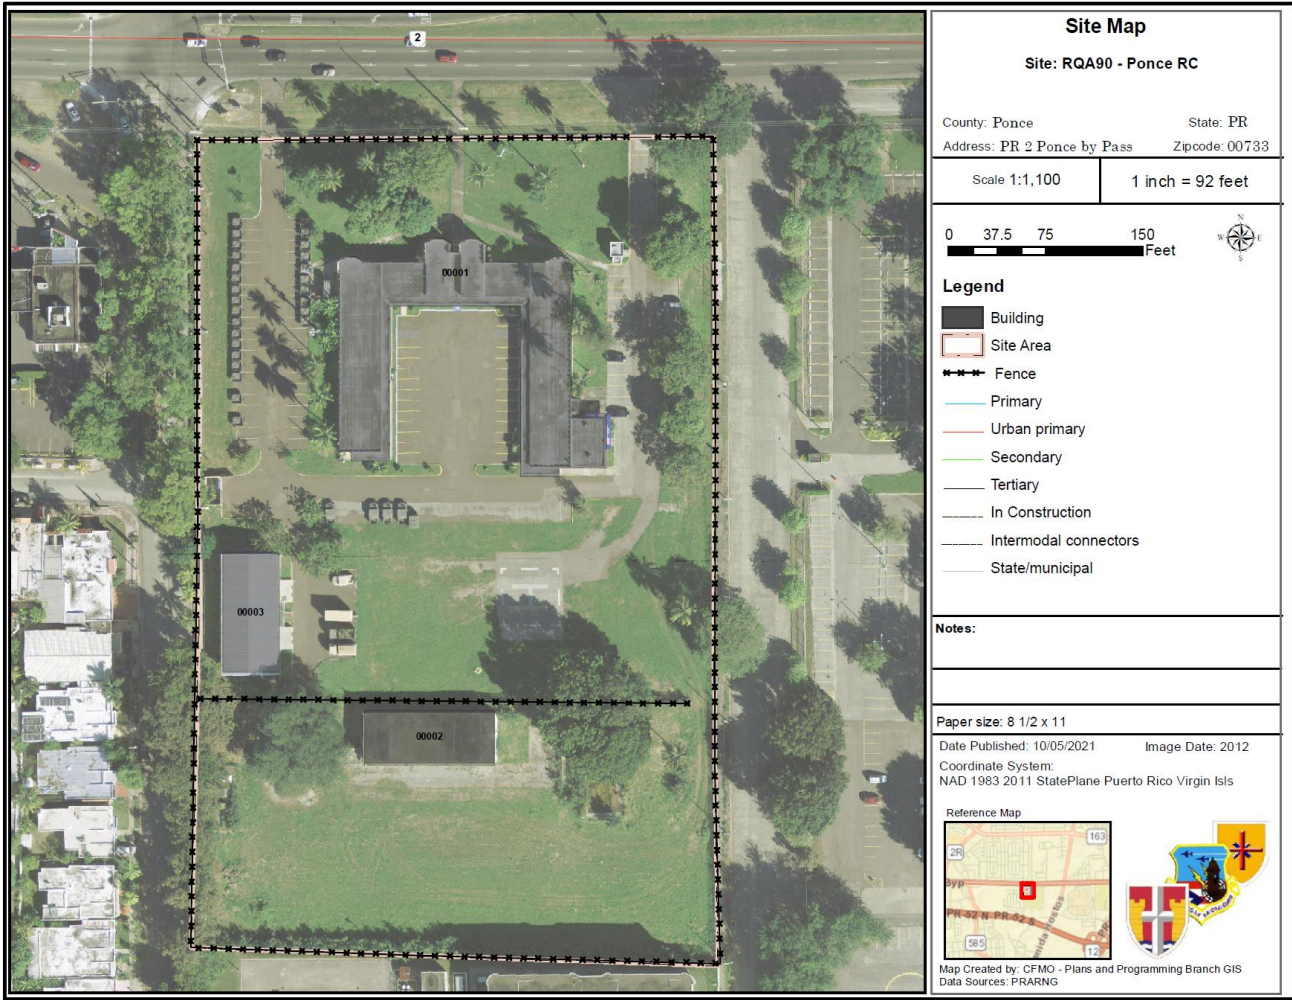 2
00001
00003
00002
Site Map
Site: RQA90 - Ponce RC
County: Ponce State: PR
Address: PR 2 Ponce by Pass Zipcode: 00733
Scale 1:1,100 1 inch = 92 feet
0 37.5 75 150
Feet
N
W E
S
Legend
Building
Site Area
Fence
Primary
Urban primary
Secondary
Tertiary
In Construction
Intermodal connectors
State/municipal
Notes:
Paper size: 8 1/2 x 11
Date Published: 10/05/2021 Image Date: 2012
Coordinate System:
NAD 1983 2011 StatePlane Puerto Rico Virgin Isls
Reference Map
163
2R
Byp
PR-52 N PR-52 S
nida Hostos
585
12
PR
Map Created by: CFMO - Plans and Programming Branch GIS
Data Sources: PRARNG